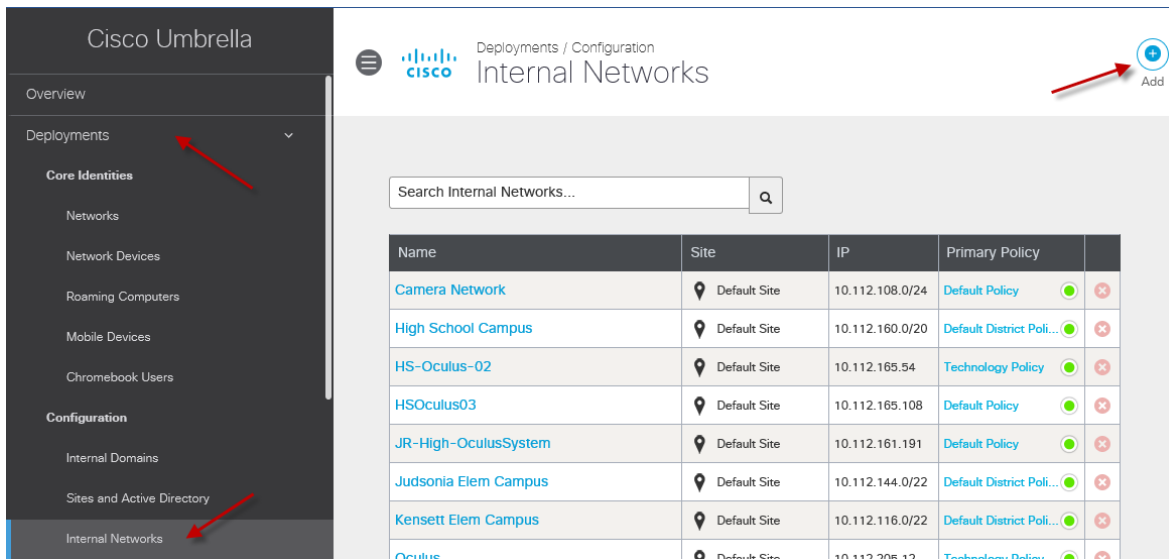 Cisco Umbrella
Overview
Deployments
Core Identities
Networks
Network Devices
Roaming Computers
Mobile Devices
Chromebook Users
Configuration
Internal Domains
Sites and Active Directory
Internal Networks
CISCO
Deployments / Configuration
Internal Networks
Add
Search Internal Networks...
Name Site IP Primary Policy
Camera Network Default Site 10.112.108.0/24 Default Policy
High School Campus Default Site 10.112.160.0/20 Default District Poli...
HS-Oculus-02 Default Site 10.112.165.54 Technology Policy
HSOculus03 Default Site 10.112.165.108 Default Policy
JR-High-OculusSystem Default Site 10.112.161.191 Default Policy
Judsonia Elem Campus Default Site 10.112.144.0/22 Default District Poli...
Kensett Elem Campus Default Site 10.112.116.0/22 Default District Poli...
Oculus Default Site Technology Policy